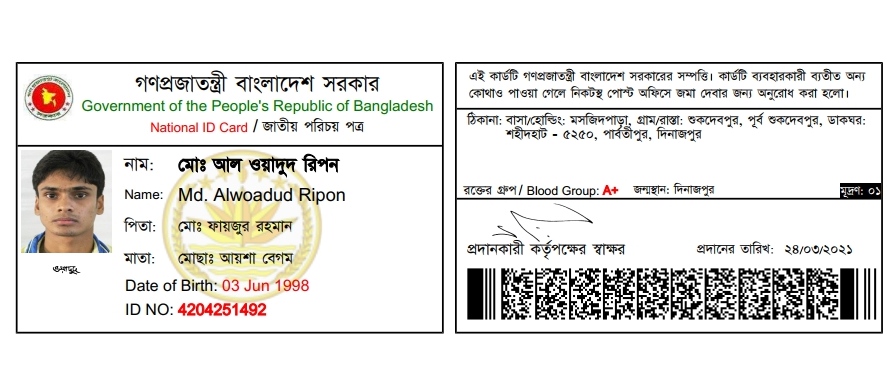 গণপ্রজাতন্ত্রী বাংলাদেশ সরকার
Government of the People's Republic of Bangladesh
National ID Card / জাতীয় পরিচয় পত্র
নাম: মোঃ আল ওয়াদুদ রিপন
Name: Md. Alwoadud Ripon
পিতা: মোঃ ফায়জুর রহমান
মাতা: মোছাঃ আয়শা বেগম
Date of Birth: 03 Jun 1998
ID NO: 4204251492
এই কার্ডটি গণপ্রজাতন্ত্রী বাংলাদেশ সরকারের সম্পত্তি। কার্ডটি ব্যবহারকারী ব্যতীত অন্য
কোথাও পাওয়া গেলে নিকটস্থ পোস্ট অফিসে জমা দেবার জন্য অনুরোধ করা হলো।
ঠিকানা: বাসা/হোল্ডিং: মসজিদপাড়া, গ্রাম/রাস্তা: শুকদেবপুর, পূর্ব শুকদেবপুর, ডাকঘর:
শহীদহাট - ৫২৫০, পার্বতীপুর, দিনাজপুর
রক্তের গ্রুপ / Blood Group: A+ জন্মস্থান: দিনাজপুর মুদ্রণ: ০১
প্রদানকারী কর্তৃপক্ষের স্বাক্ষর প্রদানের তারিখ: ২৪/০৩/২০২১